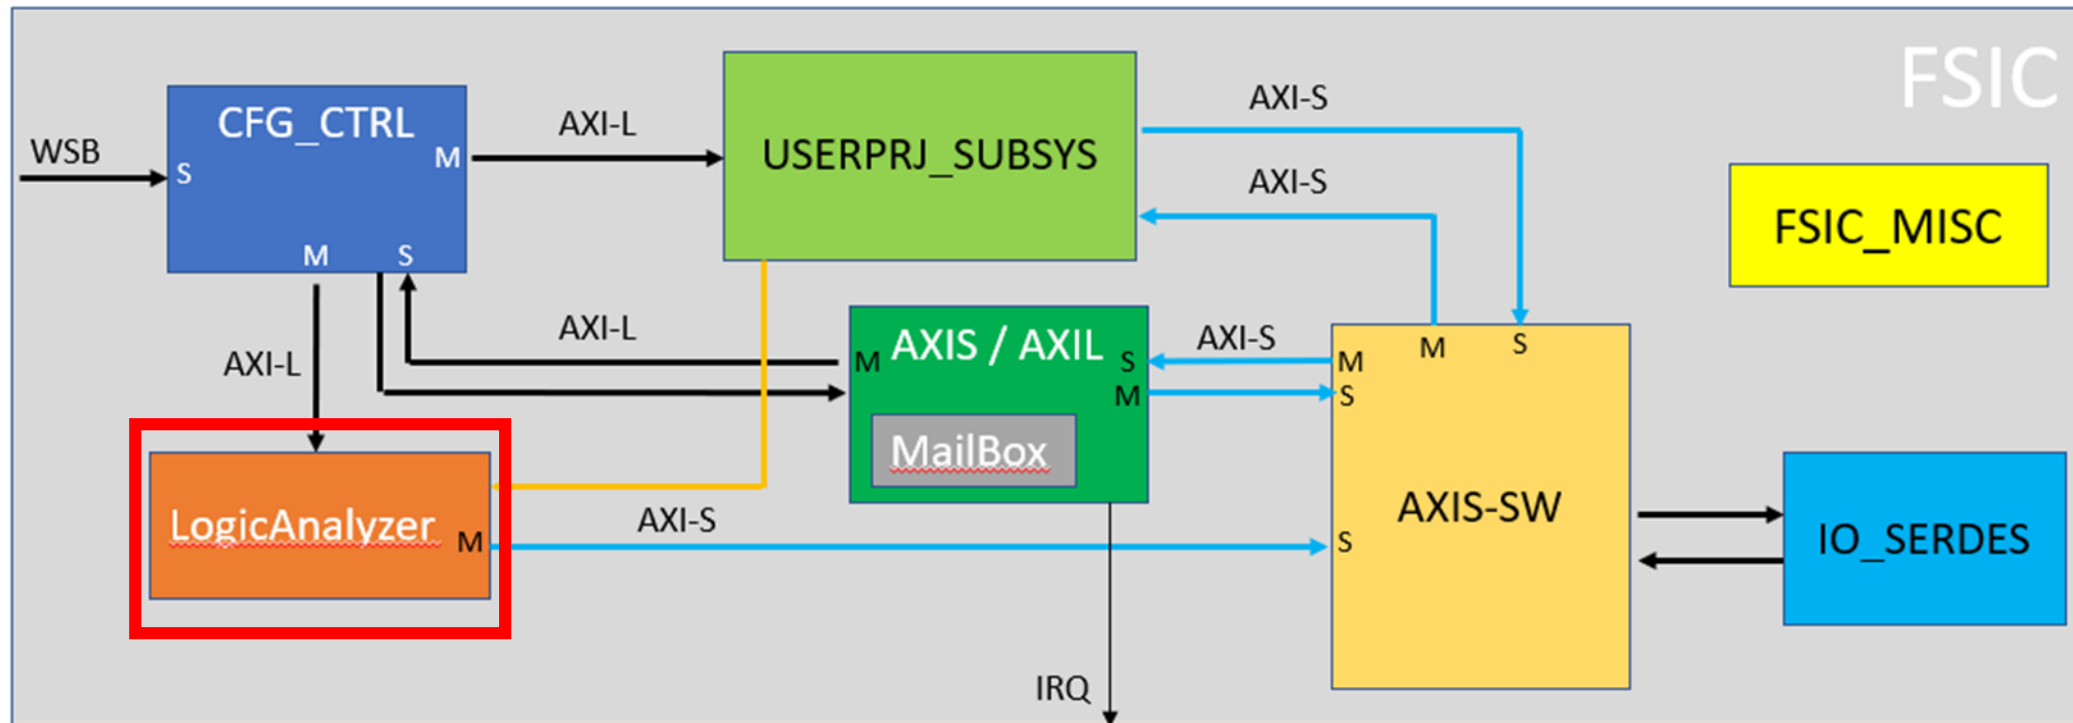 FSIC
WSB
S
CFG_CTRL
M
M
S
AXI-L
USERPRJ_SUBSYS
AXI-S
AXI-S
FSIC_MISC
AXI-L
AXI-L
M
AXIS / AXIL
S
M
MailBox
AXI-S
M
S
M
S
AXIS-SW
S
IO_SERDES
LogicAnalyzer
M
AXI-S
IRQ